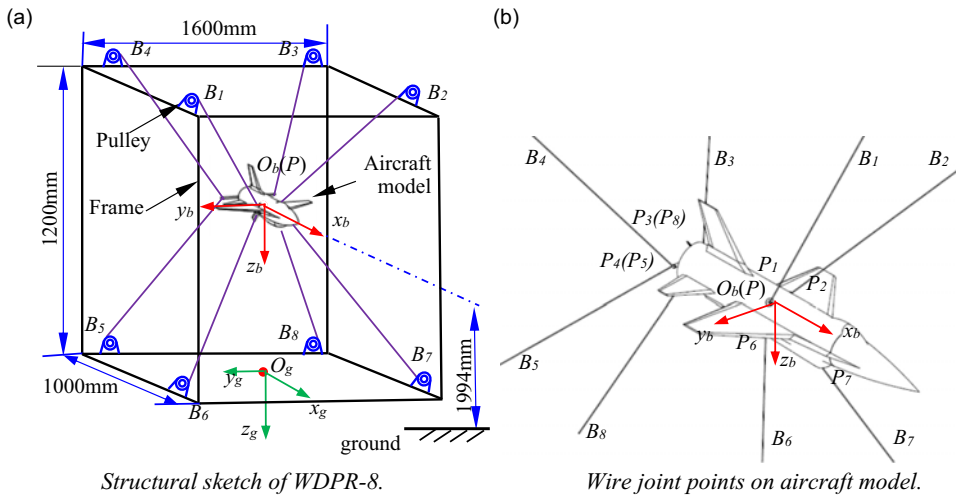 (a)
1600mm
B4
B3
B1
B2
Pulley
Ob(P)
Aircraft
model
Frame
yb
xb
zb
1200mm
B5
B8
B7
1000mm
B6
Og
yg
xg
zg
1994mm
ground
Structural sketch of WDPR-8.
(b)
B4
B3
B1
B2
P3(P8)
P4(P5)
P1
Ob(P)
P2
yb
xb
P6
zb
P7
B5
B8
B6
B7
Wire joint points on aircraft model.